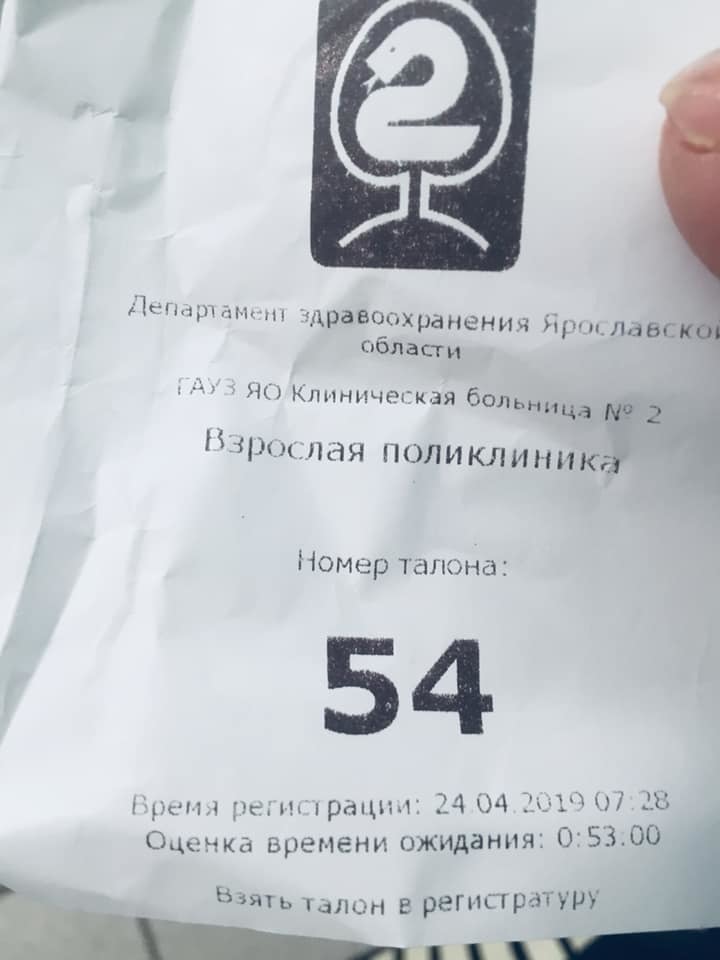 Департамент здравоохранения Ярославской
области
ГАУЗ ЯО Клиническая больница № 2
Взрослая поликлиника
Номер талона:
54
Время регистрации: 24.04.2019 07:28
Оценка времени ожидания: 0:53:00
Взять талон в регистратуру